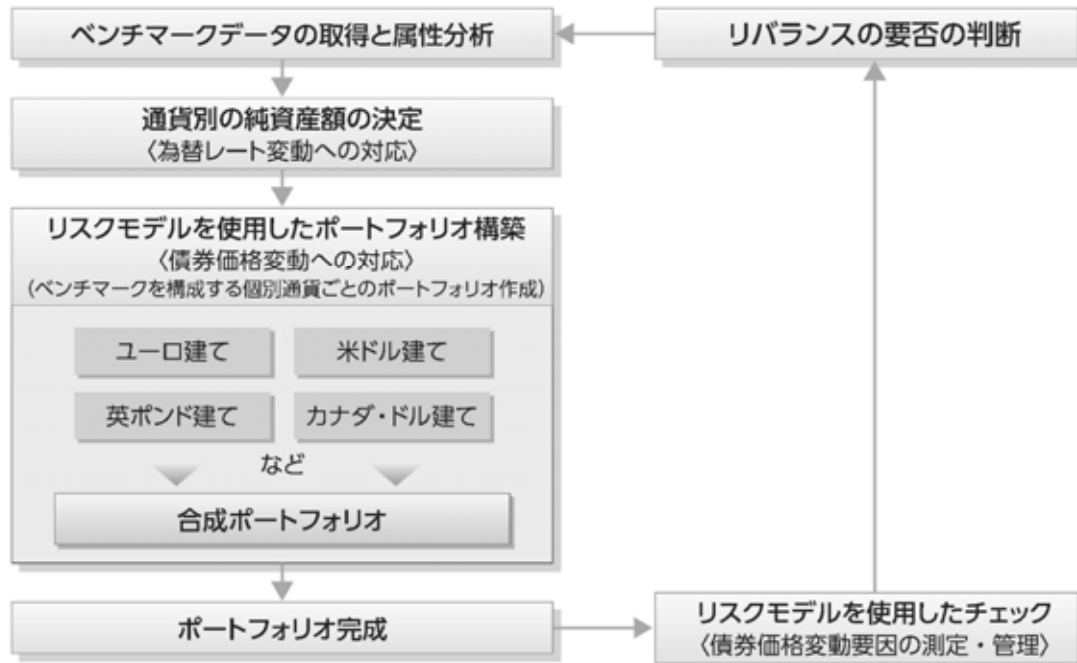 ベンチマークデータの取得と属性分析
リバランスの要否の判断
通貨別の純資産額の決定
〈為替レート変動への対応〉
リスクモデルを使用したポートフォリオ構築
〈債券価格変動への対応〉
（ベンチマークを構成する個別通貨ごとのポートフォリオ作成）
ユーロ建て
米ドル建て
英ポンド建て
カナダ・ドル建て
など
合成ポートフォリオ
ポートフォリオ完成
リスクモデルを使用したチェック
〈債券価格変動要因の測定・管理〉